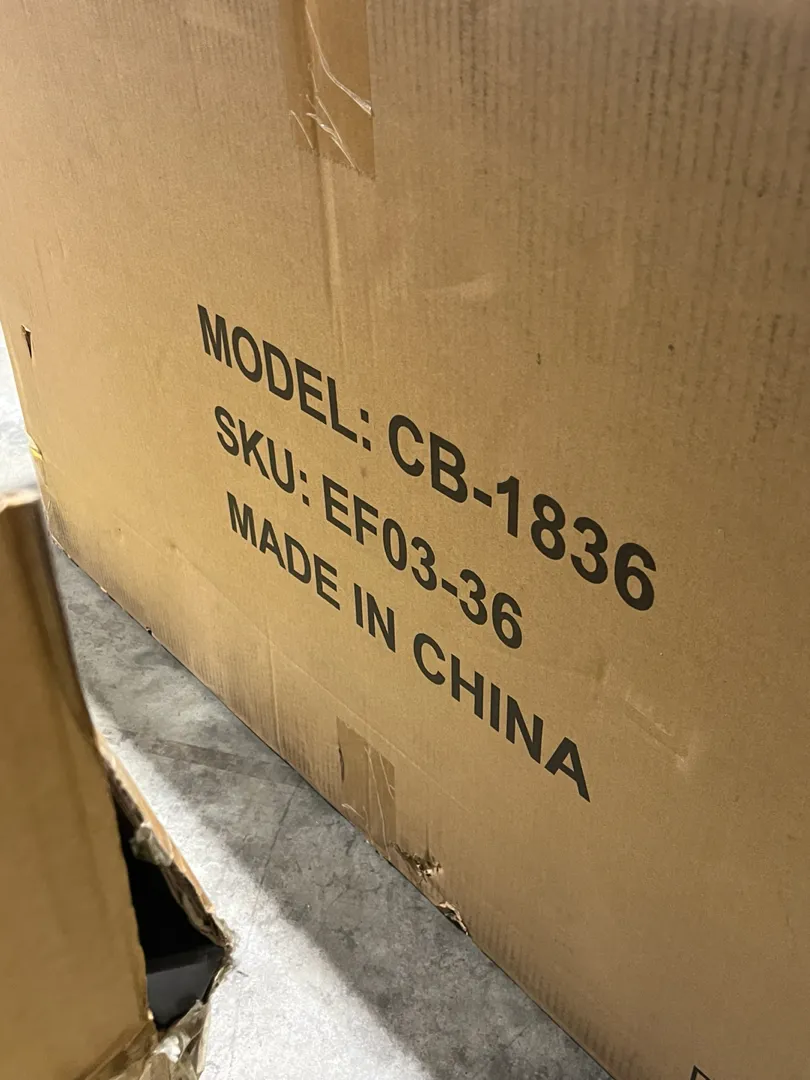 MODEL: CB-1836
SKU: EF03-36
MADE IN CHINA